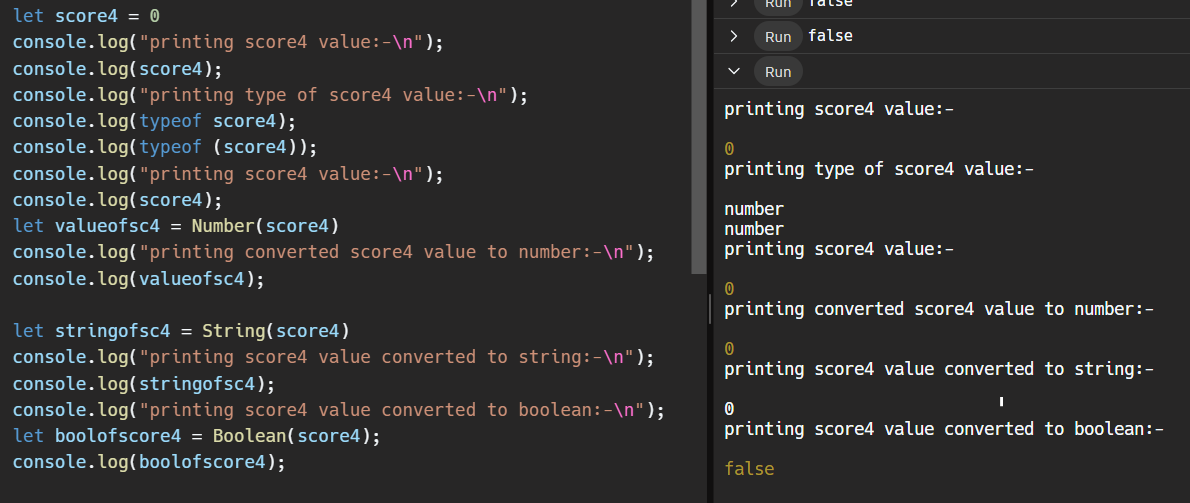 let score4 = 0
console.log("printing score4 value:-\n");
console.log(score4);
console.log("printing type of score4 value:-\n");
console.log(typeof score4);
console.log(typeof (score4));
console.log("printing score4 value:-\n");
console.log(score4);
let valueofsc4 = Number(score4)
console.log("printing converted score4 value to number:-\n");
console.log(valueofsc4);
let stringofsc4 = String(score4)
console.log("printing score4 value converted to string:-\n");
console.log(stringofsc4);
console.log("printing score4 value converted to boolean:-\n");
let boolofscore4 = Boolean(score4);
console.log(boolofscore4);
Run false
Run false
Run
printing score4 value:-
0
printing type of score4 value:-
number
number
printing score4 value:-
0
printing converted score4 value to number:-
0
printing score4 value converted to string:-
0
printing score4 value converted to boolean:-
false